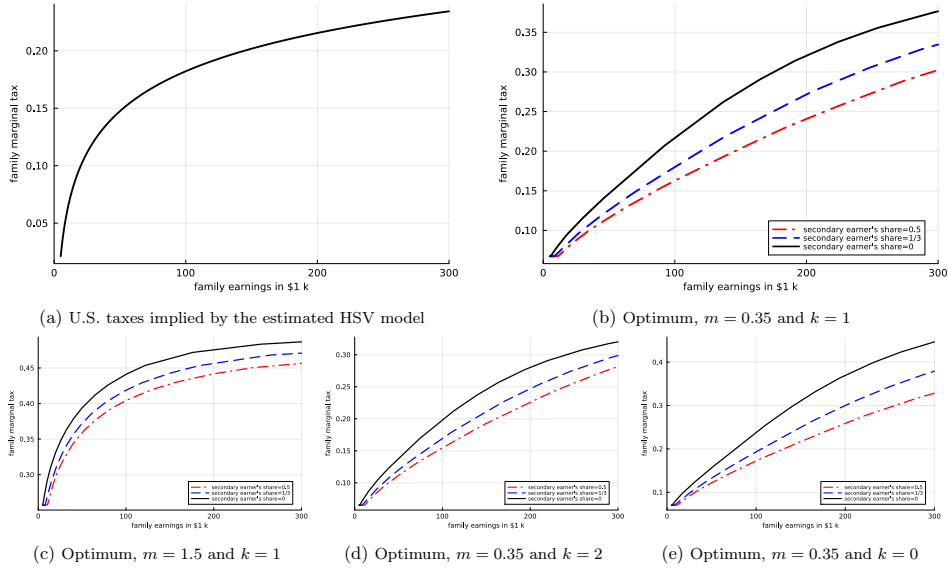 family marginal tax
0.20
0.15
0.10
0.05
0
100
200
300
family earnings in $1 k
(a) U.S. taxes implied by the estimated HSV model
family marginal tax
0.35
0.30
0.25
0.20
0.15
0.10
0
100
200
300
family earnings in $1 k
secondary earner's share=0.5
secondary earner's share=1/3
secondary earner's share=0
(b) Optimum, m = 0.35 and k = 1
family marginal tax
0.45
0.40
0.35
0.30
0
100
200
300
family earnings in $1 k
secondary earner's share=0.5
secondary earner's share=1/3
secondary earner's share=0
(c) Optimum, m = 1.5 and k = 1
family marginal tax
0.30
0.25
0.20
0.15
0.10
0
100
200
300
family earnings in $1 k
secondary earner's share=0.5
secondary earner's share=1/3
secondary earner's share=0
(d) Optimum, m = 0.35 and k = 2
family marginal tax
0.4
0.3
0.2
0.1
0
100
200
300
family earnings in $1 k
secondary earner's share=0.5
secondary earner's share=1/3
secondary earner's share=0
(e) Optimum, m = 0.35 and k = 0